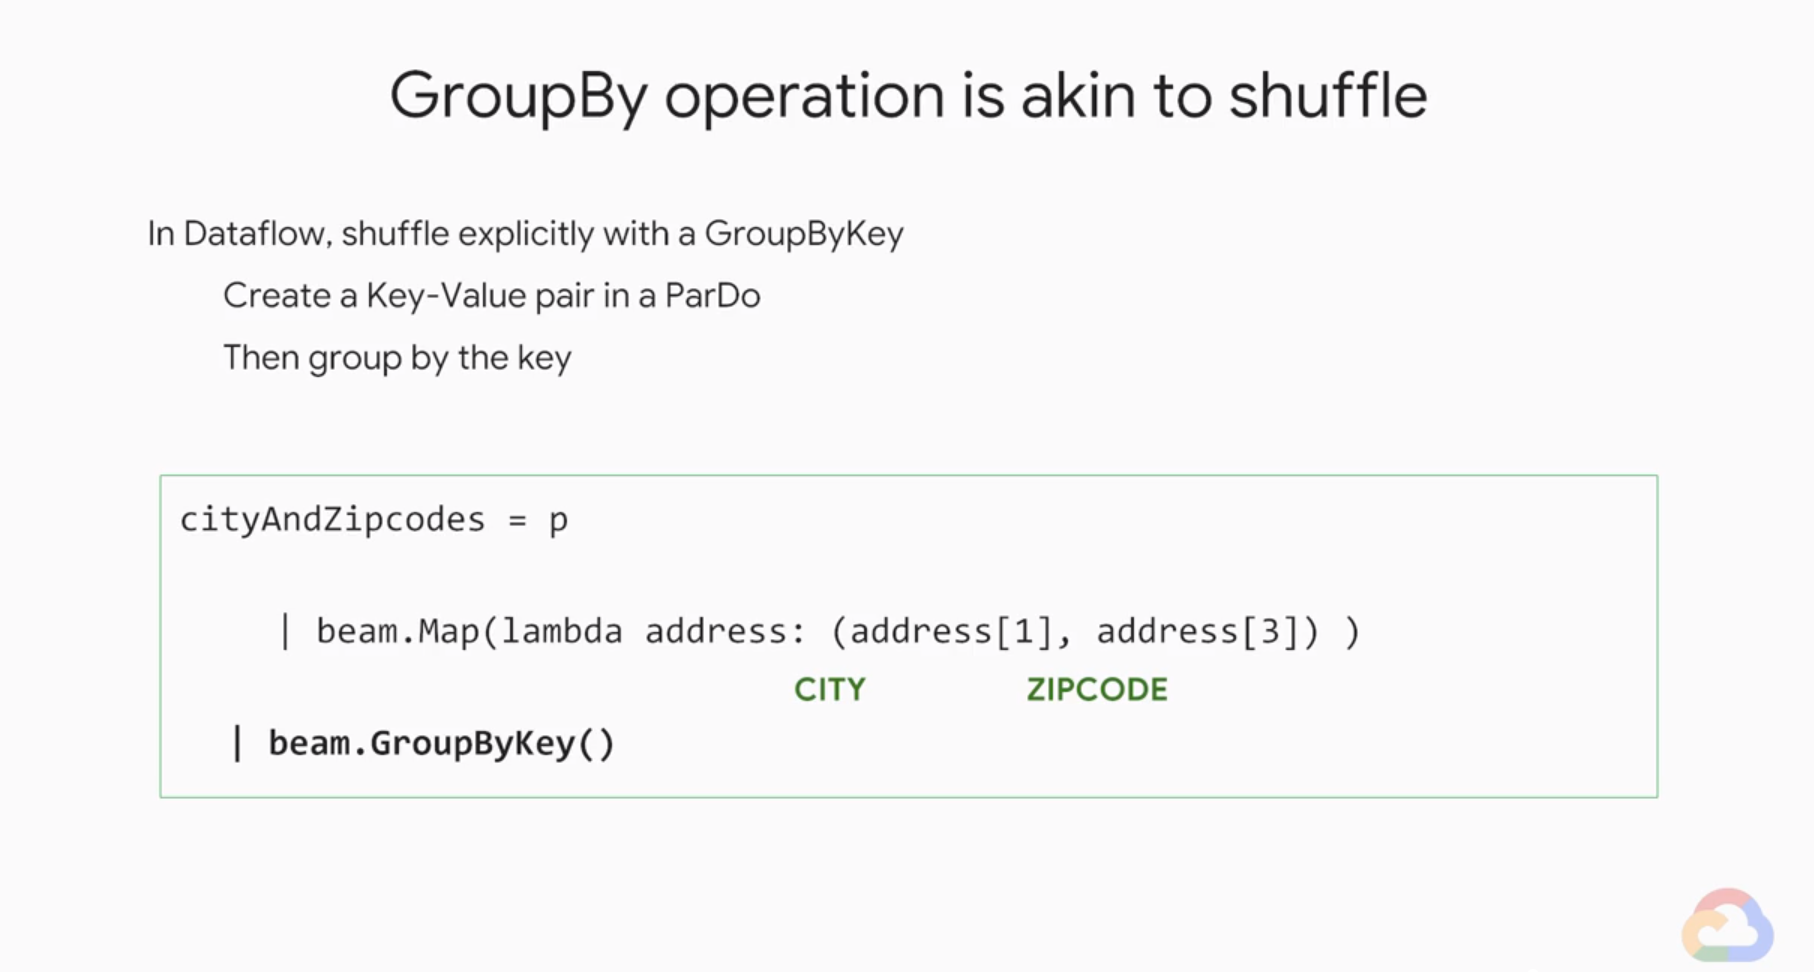 GroupBy operation is akin to shuffle
In Dataflow, shuffle explicitly with a GroupByKey
Create a Key-Value pair in a ParDo
Then group by the key
cityAndZipcodes = p
| beam.Map(lambda address: (address[1], address[3]) )
CITY ZIPCODE
| beam.GroupByKey()